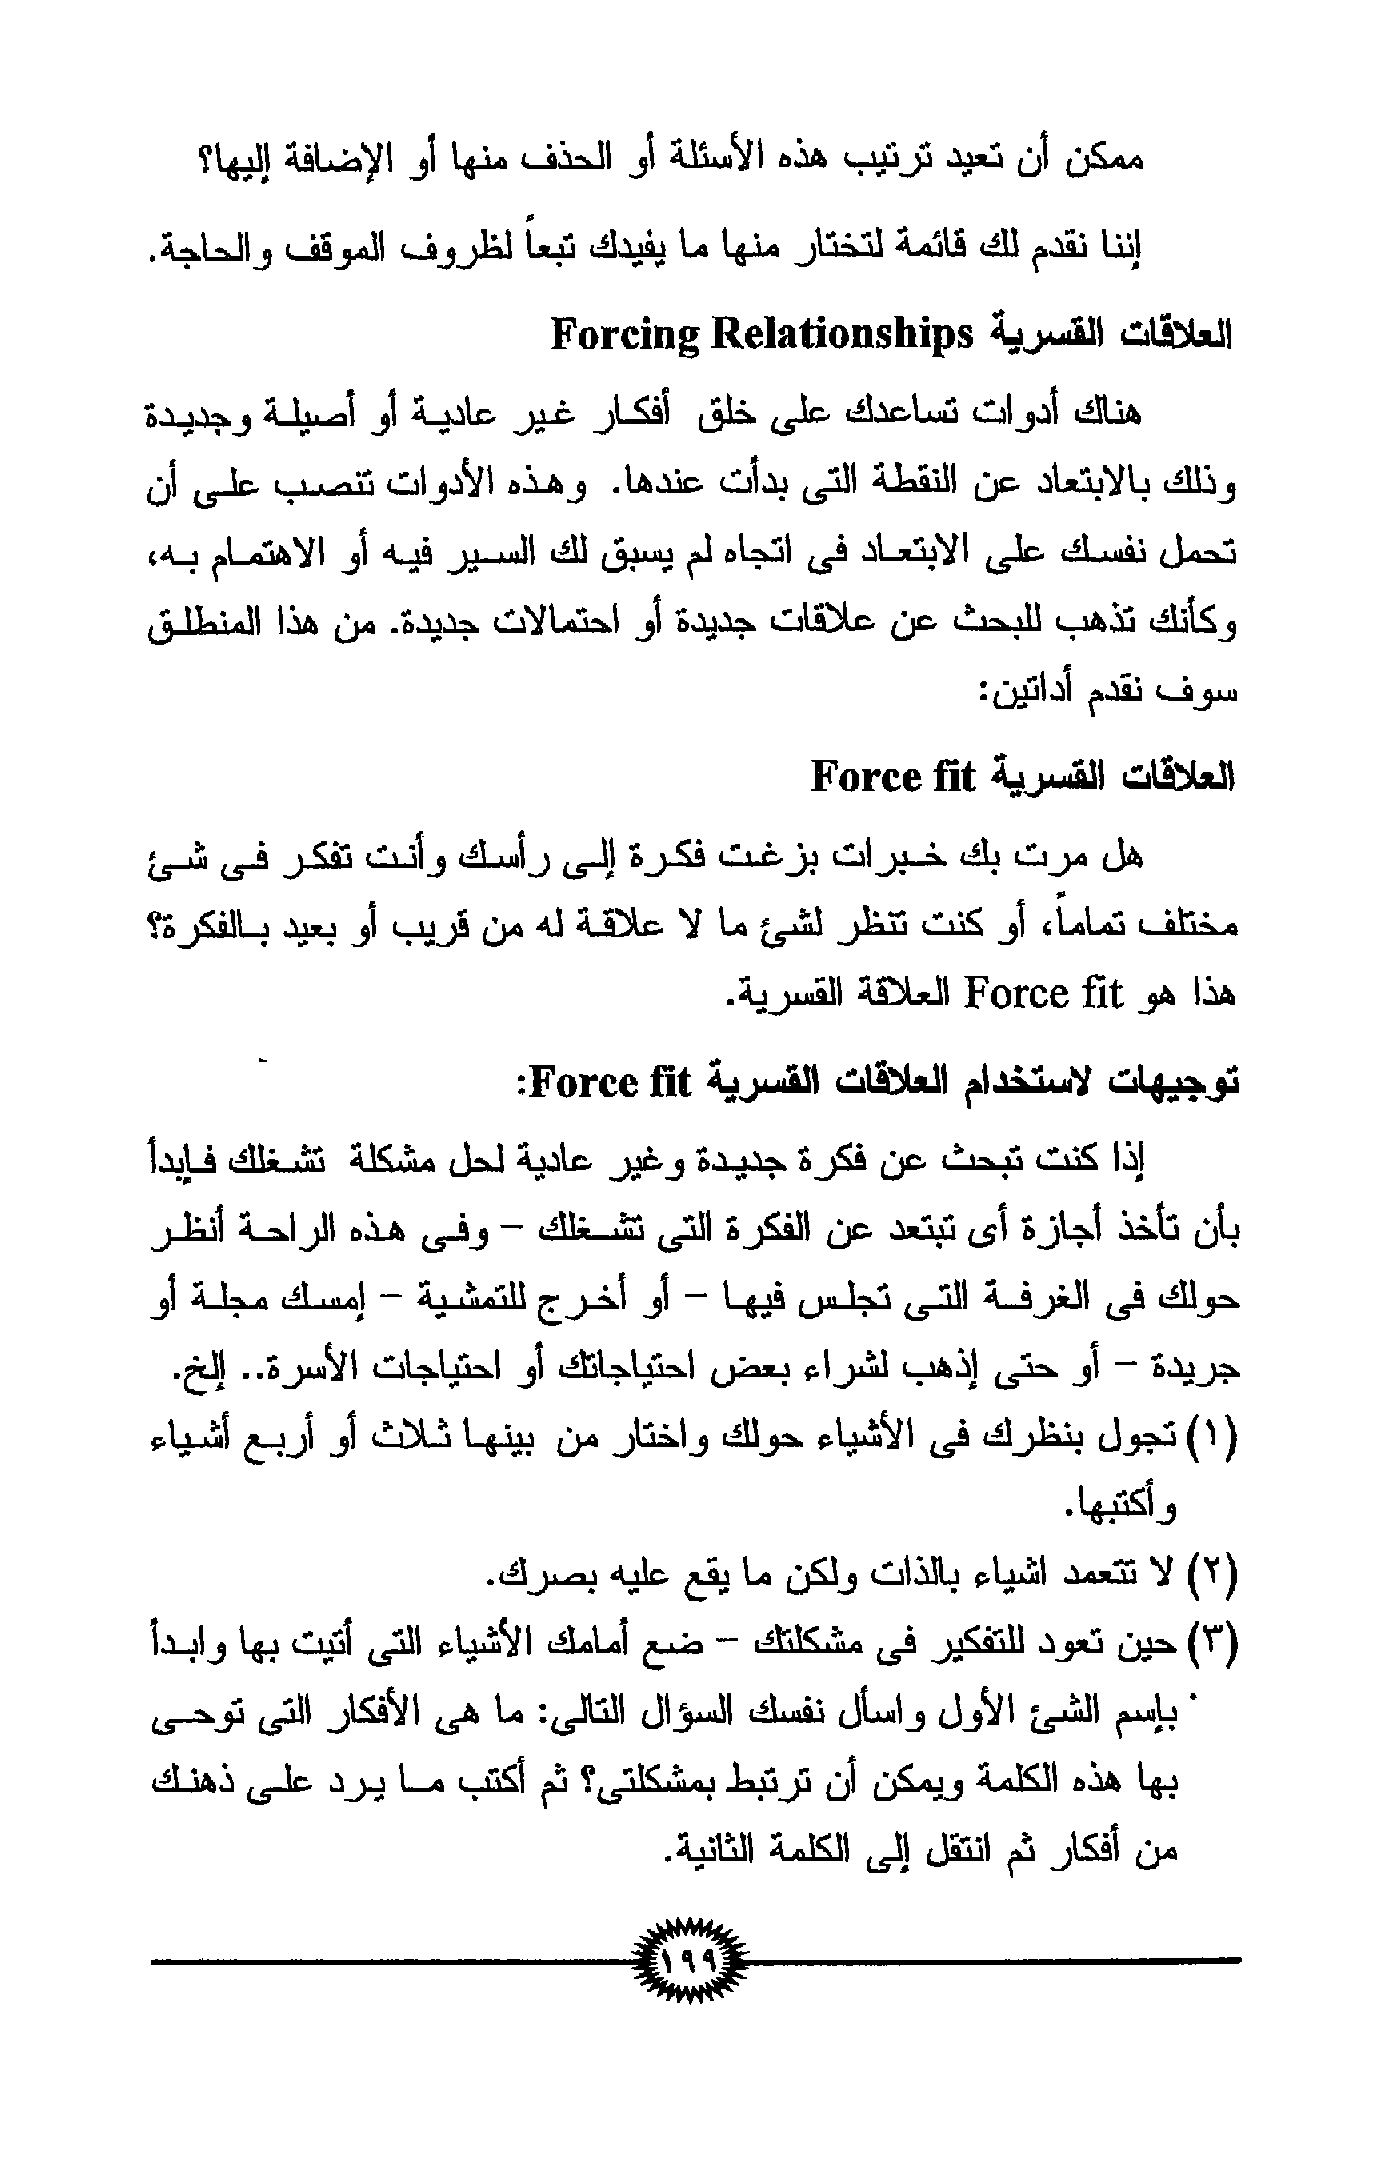 ممكن أن تعيد ترتيب هذه الأسئلة أو الحذف منها أو الإضافة إليها؟
إننا نقدم لك قائمة لتختار منها ما يفيدك تبعاً لظروف الموقف والحاجة.
العلاقات القسرية Forcing Relationships
هناك أدوات تساعدك على خلق أفكار غير عادية أو أصيلة وجديدة
وذلك بالابتعاد عن النقطة التى بدأت عندها. وهذه الأدوات تنصب على أن
تحمل نفسك على الابتعاد فى اتجاه لم يسبق لك السير فيه أو الاهتمام به،
وكأنك تذهب للبحث عن علاقات جديدة أو احتمالات جديدة. من هذا المنطلق
سوف نقدم أداتين:
العلاقات القسرية Force fit
هل مرت بك خبرات بزغت فكرة إلى رأسك وأنت تفكر فى شئ
مختلف تماماً، أو كنت تنظر لشئ ما لا علاقة له من قريب أو بعيد بالفكرة؟
هذا هو Force fit العلاقة القسرية.
توجيهات لاستخدام العلاقات القسرية Force fit:
إذا كنت تبحث عن فكرة جديدة وغير عادية لحل مشكلة تشغلك فإبدأ
بأن تأخذ أجازة أى تبتعد عن الفكرة التى تشغلك - وفى هذه الراحة أنظر
حولك فى الغرفة التى تجلس فيها - أو أخرج للتمشية - إمسك مجلة أو
جريدة - أو حتى إذهب لشراء بعض احتياجاتك أو احتياجات الأسرة.. إلخ.
(١) تجول بنظرك فى الأشياء حولك واختار من بينها ثلاث أو أربع أشياء
وأكتبها.
(٢) لا تتعمد اشياء بالذات ولكن ما يقع عليه بصرك.
(٣) حين تعود للتفكير فى مشكلتك - ضع أمامك الأشياء التى أتيت بها وابدأ
بإسم الشئ الأول واسأل نفسك السؤال التالى: ما هى الأفكار التى توحى
بها هذه الكلمة ويمكن أن ترتبط بمشكلتى؟ ثم أكتب ما يرد على ذهنك
من أفكار ثم انتقل إلى الكلمة الثانية.
١٩٩